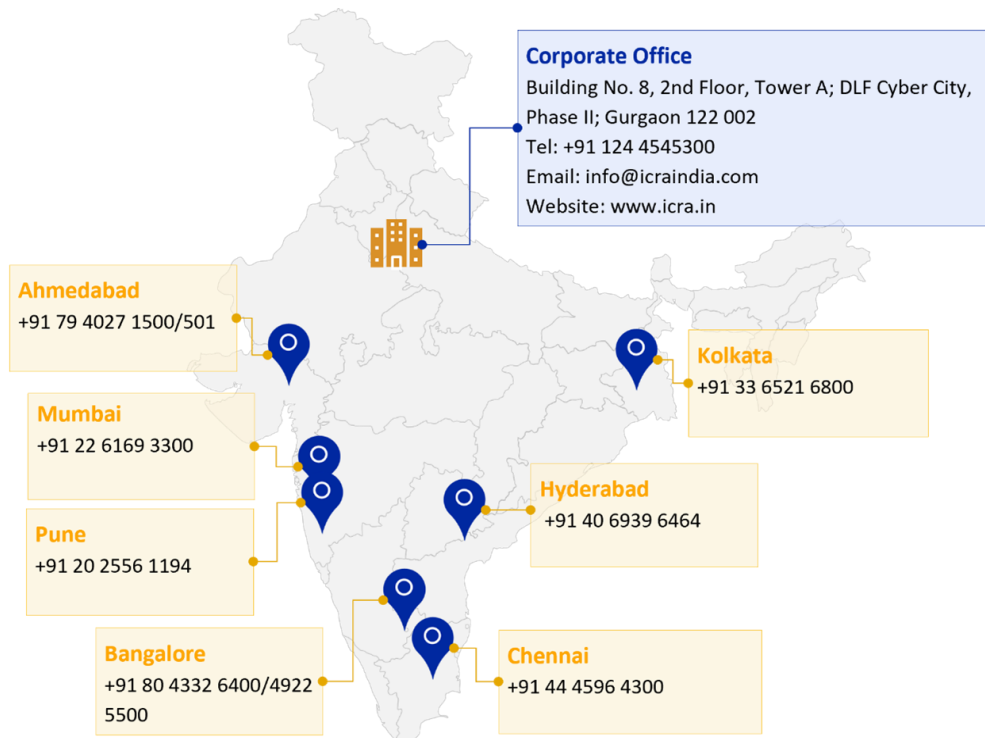 Corporate Office
Building No. 8, 2nd Floor, Tower A; DLF Cyber City,
Phase II; Gurgaon 122 002
Tel: +91 124 4545300
Email: info@icraindia.com
Website: www.icra.in
Ahmedabad
+91 79 4027 1500/501
Kolkata
+91 33 6521 6800
Mumbai
+91 22 6169 3300
Hyderabad
+91 40 6939 6464
Pune
+91 20 2556 1194
Bangalore
+91 80 4332 6400/4922
5500
Chennai
+91 44 4596 4300